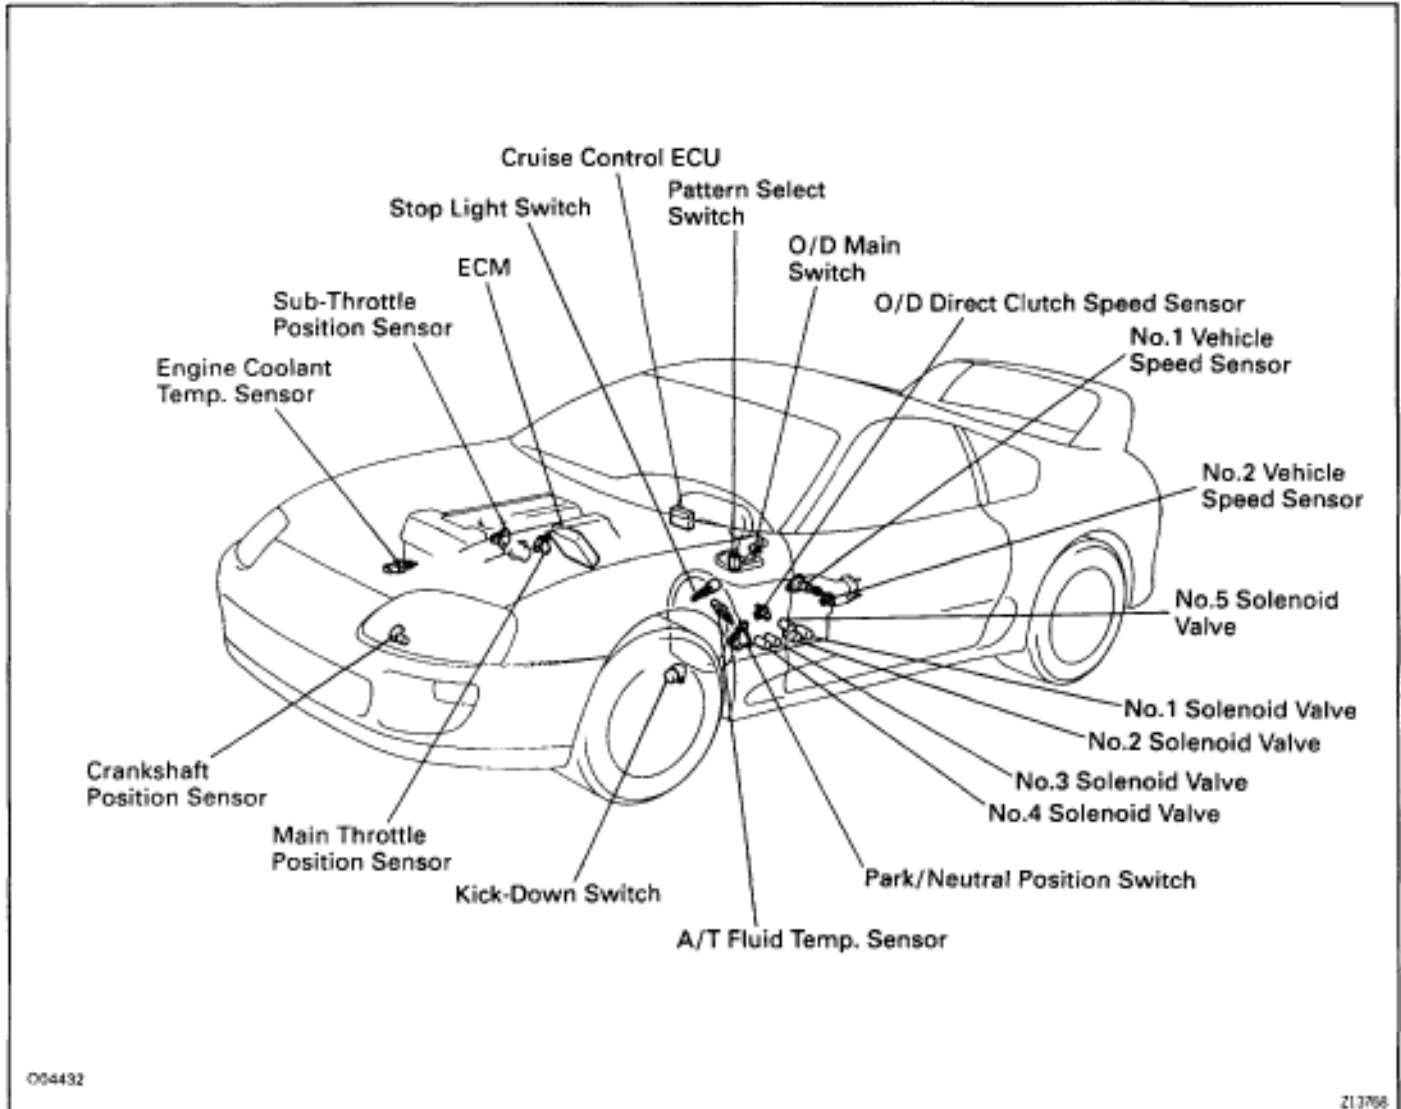 Cruise Control ECU
Pattern Select
Switch
Stop Light Switch
O/D Main
Switch
ECM
O/D Direct Clutch Speed Sensor
Sub-Throttle
Position Sensor
No.1 Vehicle
Speed Sensor
Engine Coolant
Temp. Sensor
No.2 Vehicle
Speed Sensor
No.5 Solenoid
Valve
No.1 Solenoid Valve
No.2 Solenoid Valve
No.3 Solenoid Valve
No.4 Solenoid Valve
Crankshaft
Position Sensor
Main Throttle
Position Sensor
Kick-Down Switch
Park/Neutral Position Switch
A/T Fluid Temp. Sensor
O04432
Z13768